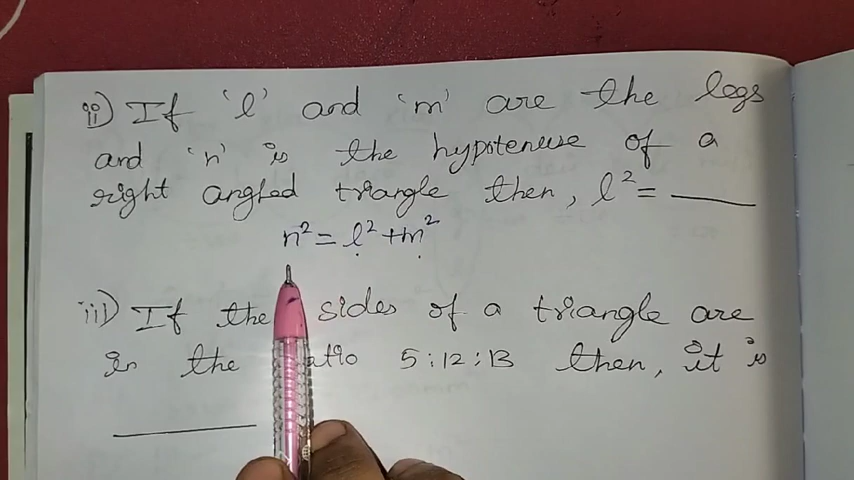 ii) If 'l' and 'm' are the legs
and 'n' is the hypotenuse of a
right angled triangle then, l² = ______
n² = l² + m²
iii) If the sides of a triangle are
in the ratio 5:12:13 then, it is
______